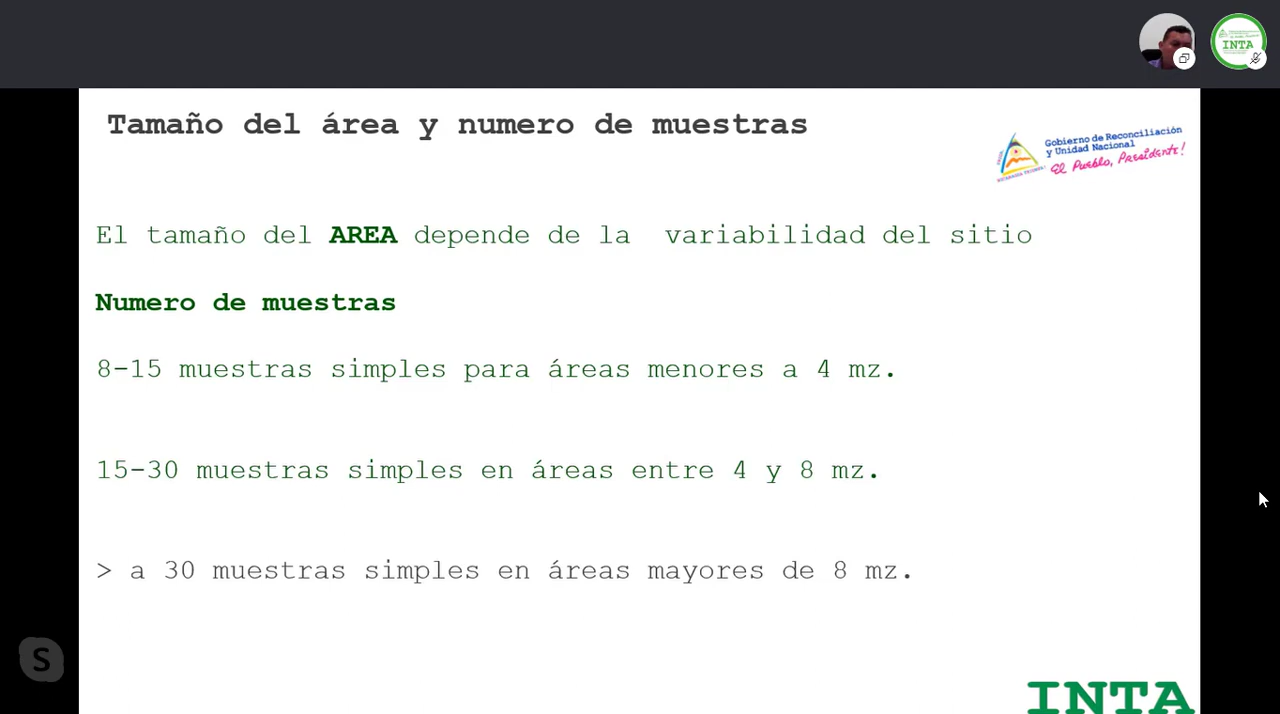 INTA
Tamaño del área y numero de muestras
Gobierno de Reconciliación
y Unidad Nacional
El Pueblo, Presidente!
El tamaño del AREA depende de la variabilidad del sitio
Numero de muestras
8-15 muestras simples para áreas menores a 4 mz.
15-30 muestras simples en áreas entre 4 y 8 mz.
> a 30 muestras simples en áreas mayores de 8 mz.
S
INTA